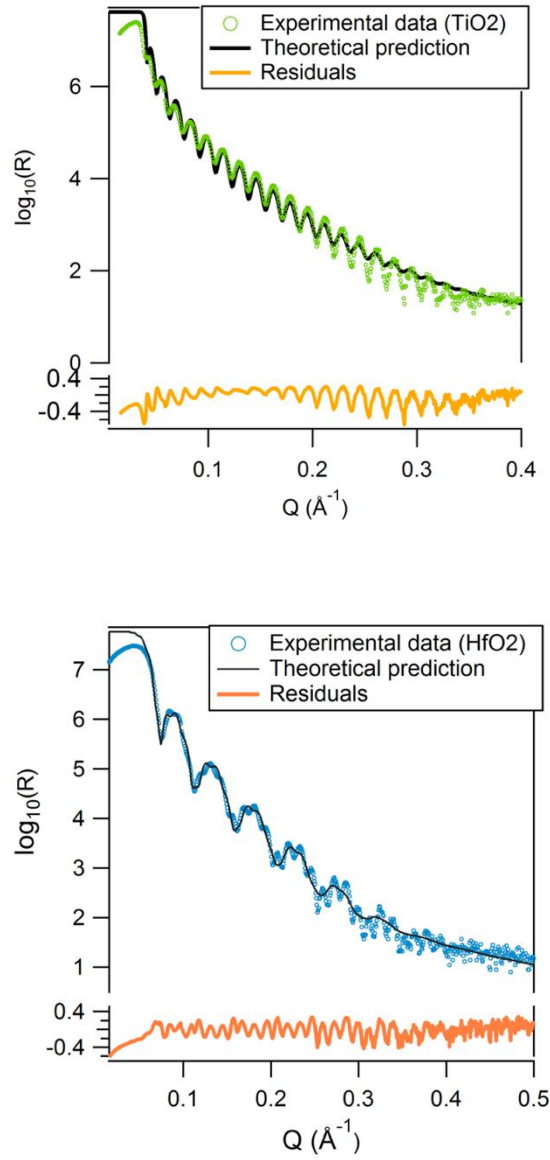 Experimental data (TiO2)
Theoretical prediction
Residuals
6
4
2
0
log10(R)
0.4
-0.4
0.1
0.2
0.3
0.4
Q (Å-1)
Experimental data (HfO2)
Theoretical prediction
Residuals
7
6
5
4
3
2
1
log10(R)
0.4
-0.4
0.1
0.2
0.3
0.4
0.5
Q (Å-1)